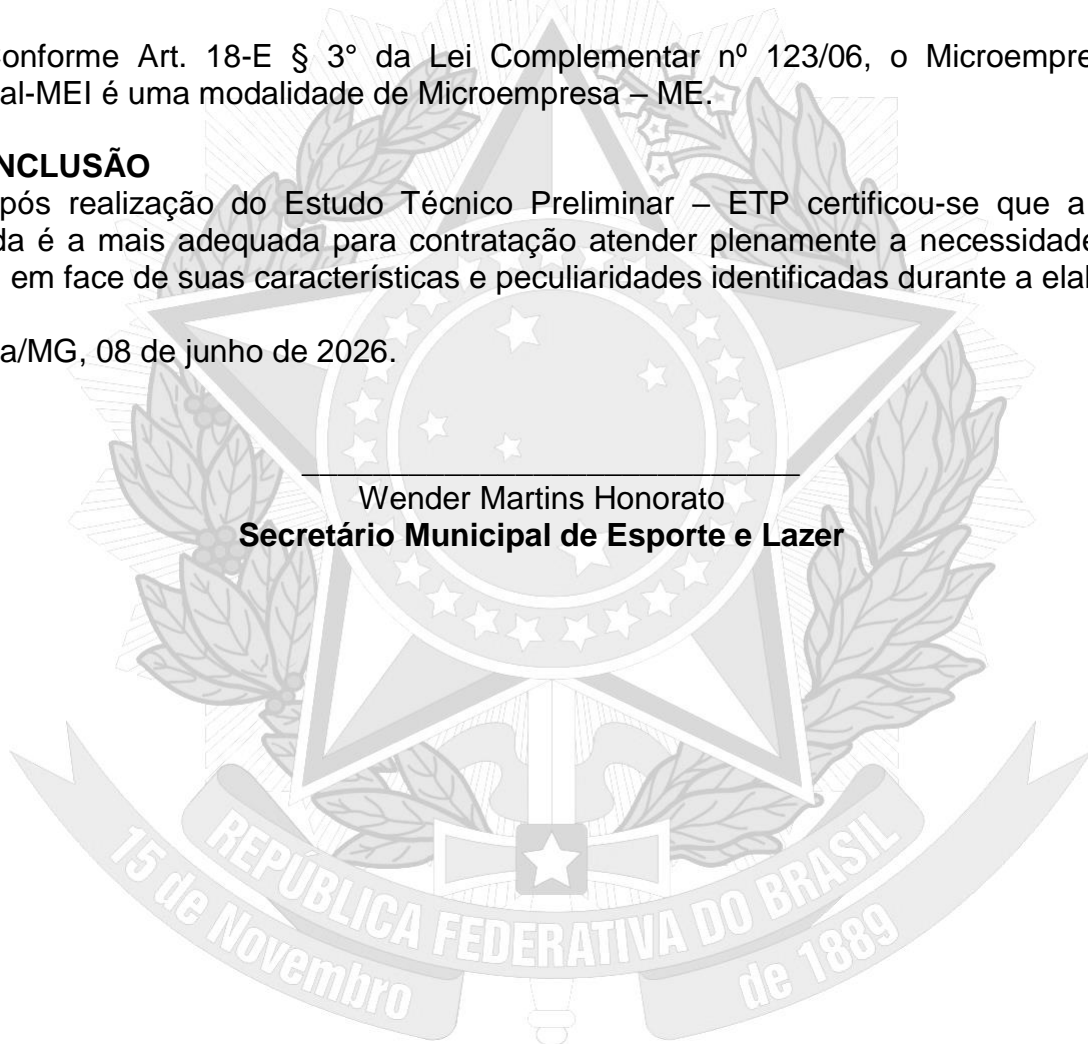 onforme Art. 18-E § 3° da Lei Complementar nº 123/06, o Microempre
al-MEI é uma modalidade de Microempresa – ME.
NCLUSÃO
pós realização do Estudo Técnico Preliminar – ETP certificou-se que a
da é a mais adequada para contratação atender plenamente a necessidade
em face de suas características e peculiaridades identificadas durante a ela
a/MG, 08 de junho de 2026.
Wender Martins Honorato
Secretário Municipal de Esporte e Lazer
REPÚBLICA FEDERATIVA DO BRASIL
15 de Novembro de 1889